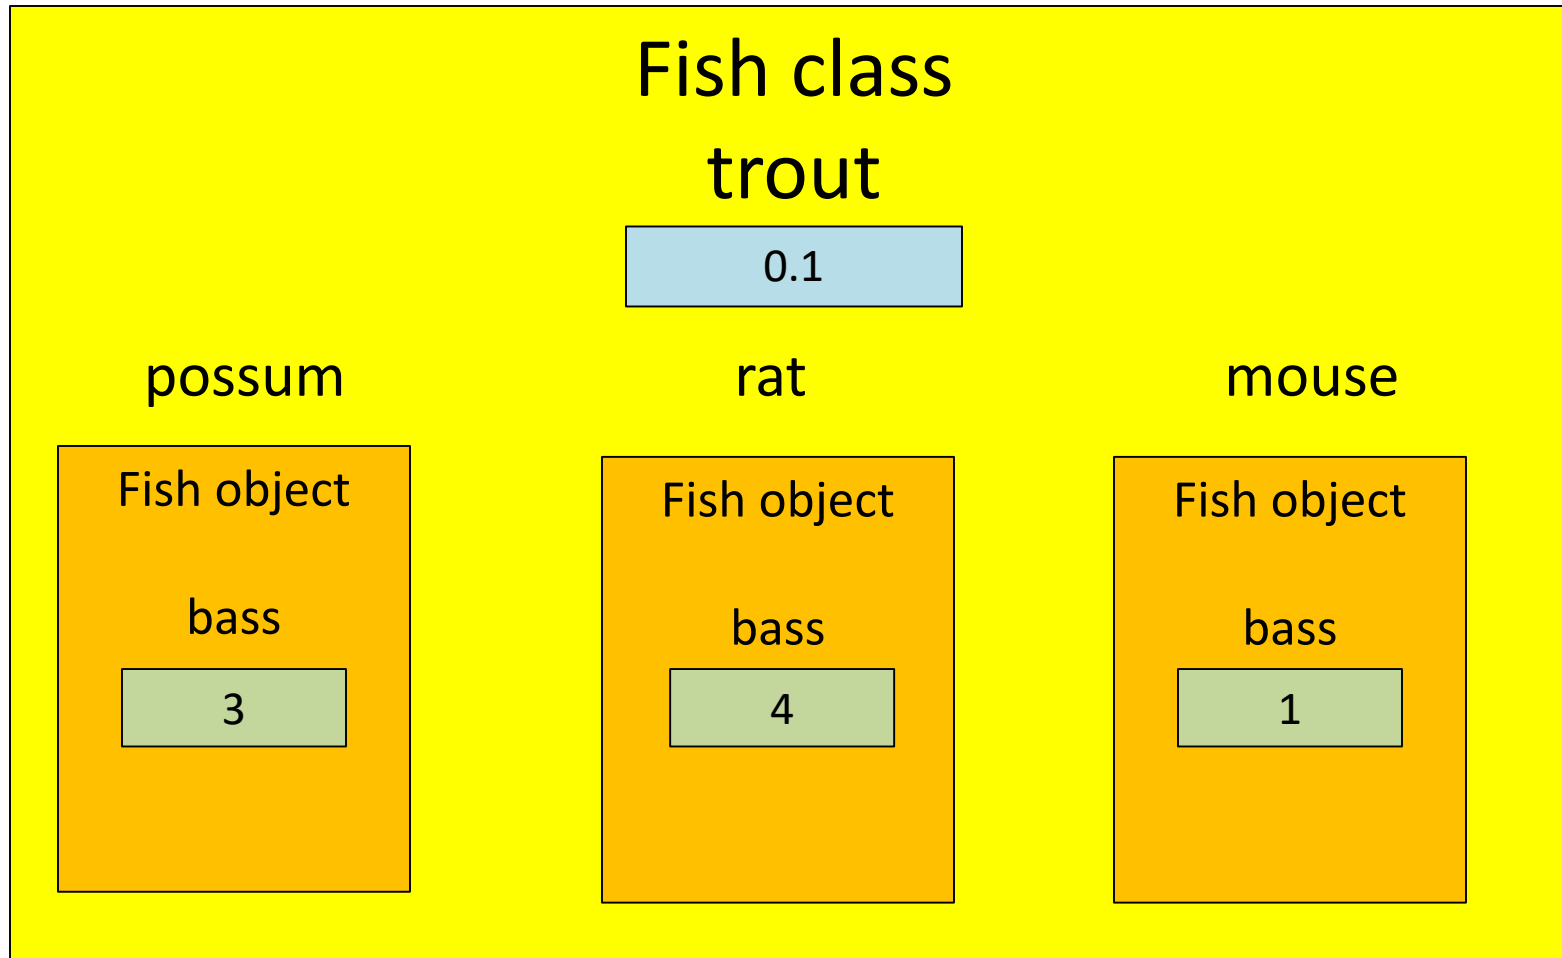 Fish class
trout
0.1
possum rat mouse
Fish object Fish object Fish object
bass bass bass
3 4 1